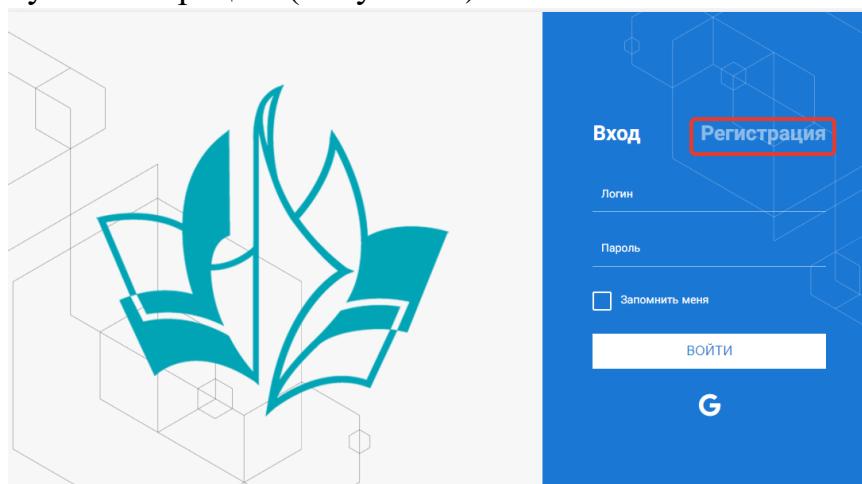 Вход Регистрация
Логин
Пароль
Запомнить меня
ВОЙТИ
G